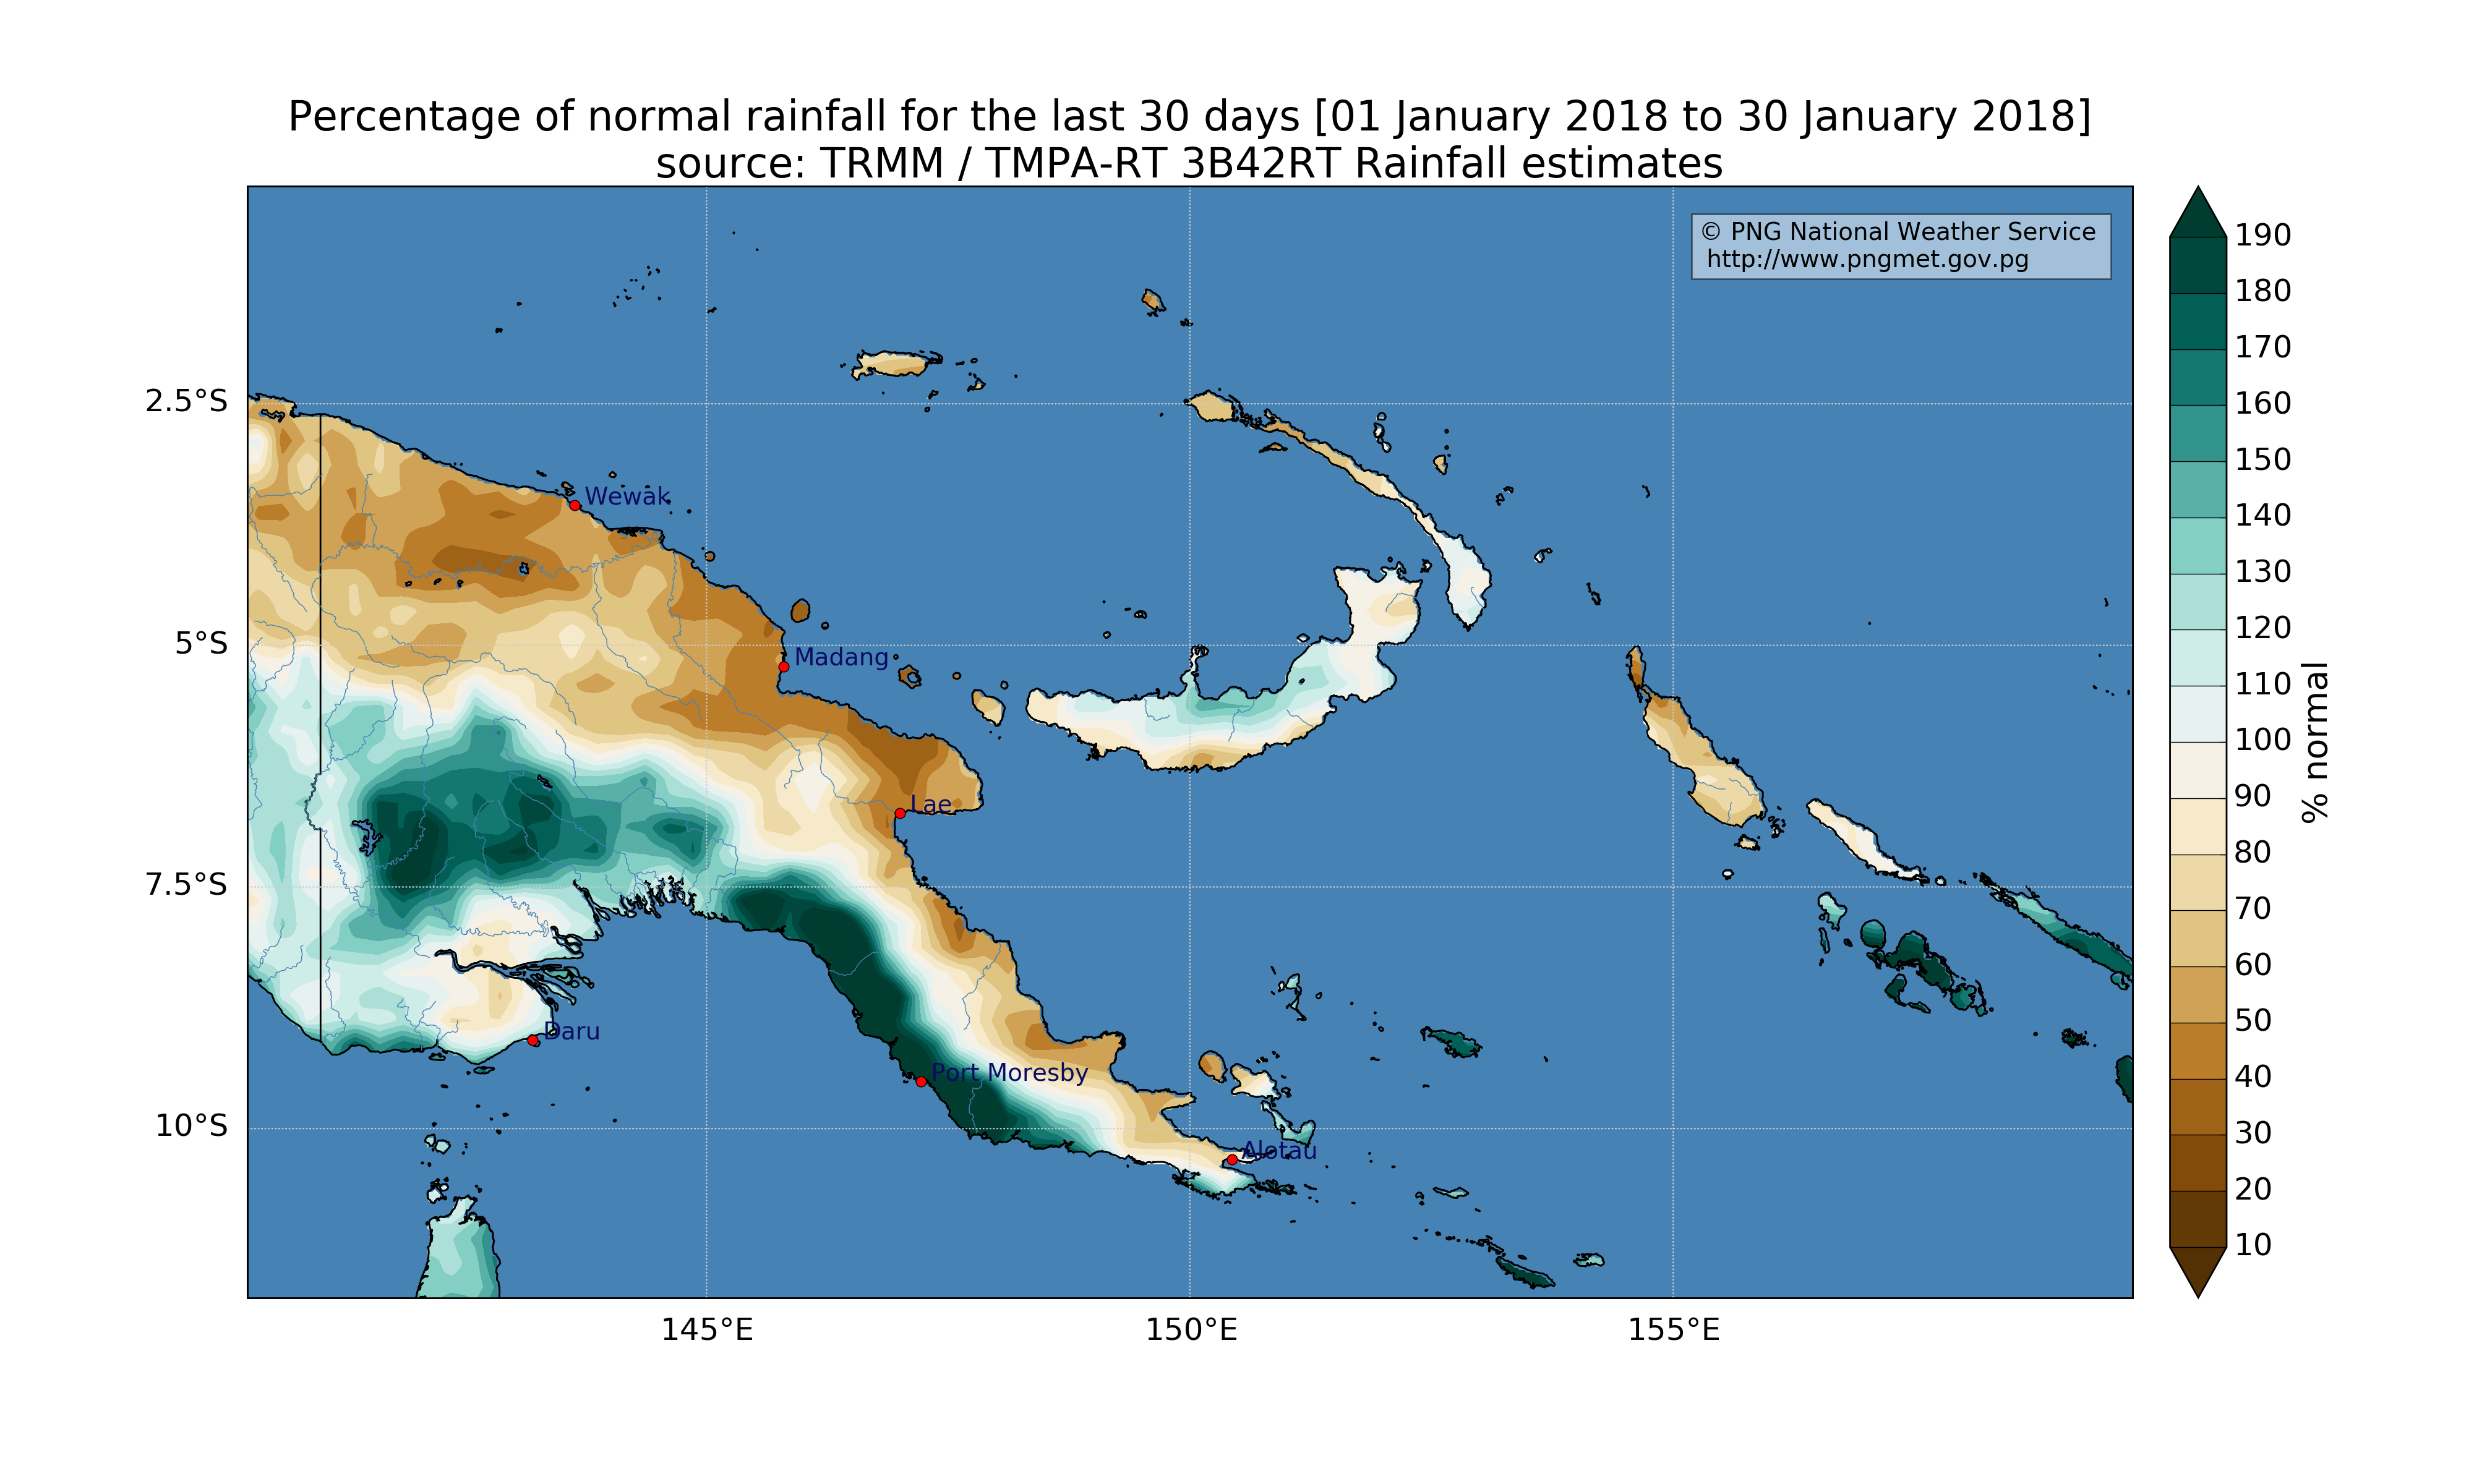 Percentage of normal rainfall for the last 30 days [01 January 2018 to 30 January 2018]
source: TRMM / TMPA-RT 3B42RT Rainfall estimates
© PNG National Weather Service
http://www.pngmet.gov.pg
2.5°S
5°S
7.5°S
10°S
Wewak
Madang
Lae
Daru
Port Moresby
Alotau
145°E
150°E
155°E
190
180
170
160
150
140
130
120
110
100
90
80
70
60
50
40
30
20
10
% normal